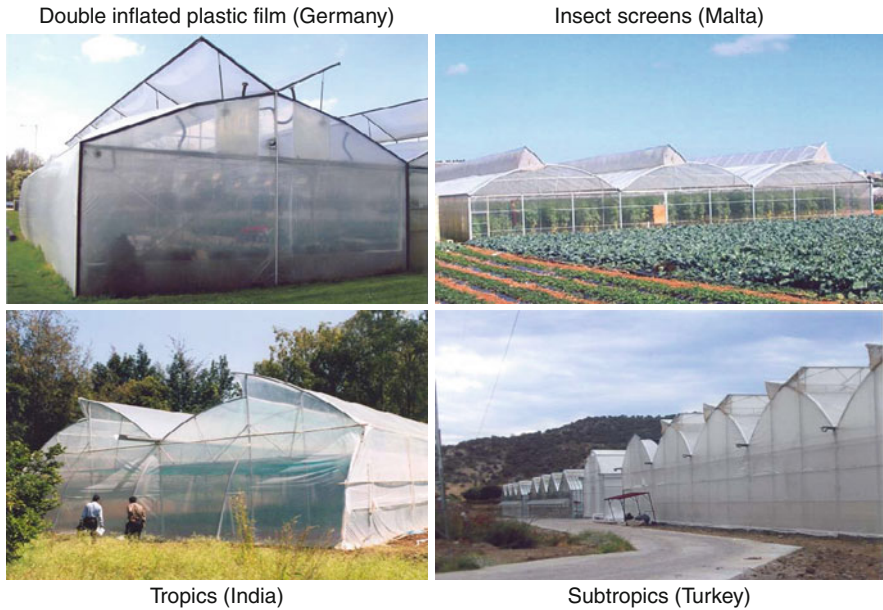 Double inflated plastic film (Germany)
Insect screens (Malta)
Tropics (India)
Subtropics (Turkey)